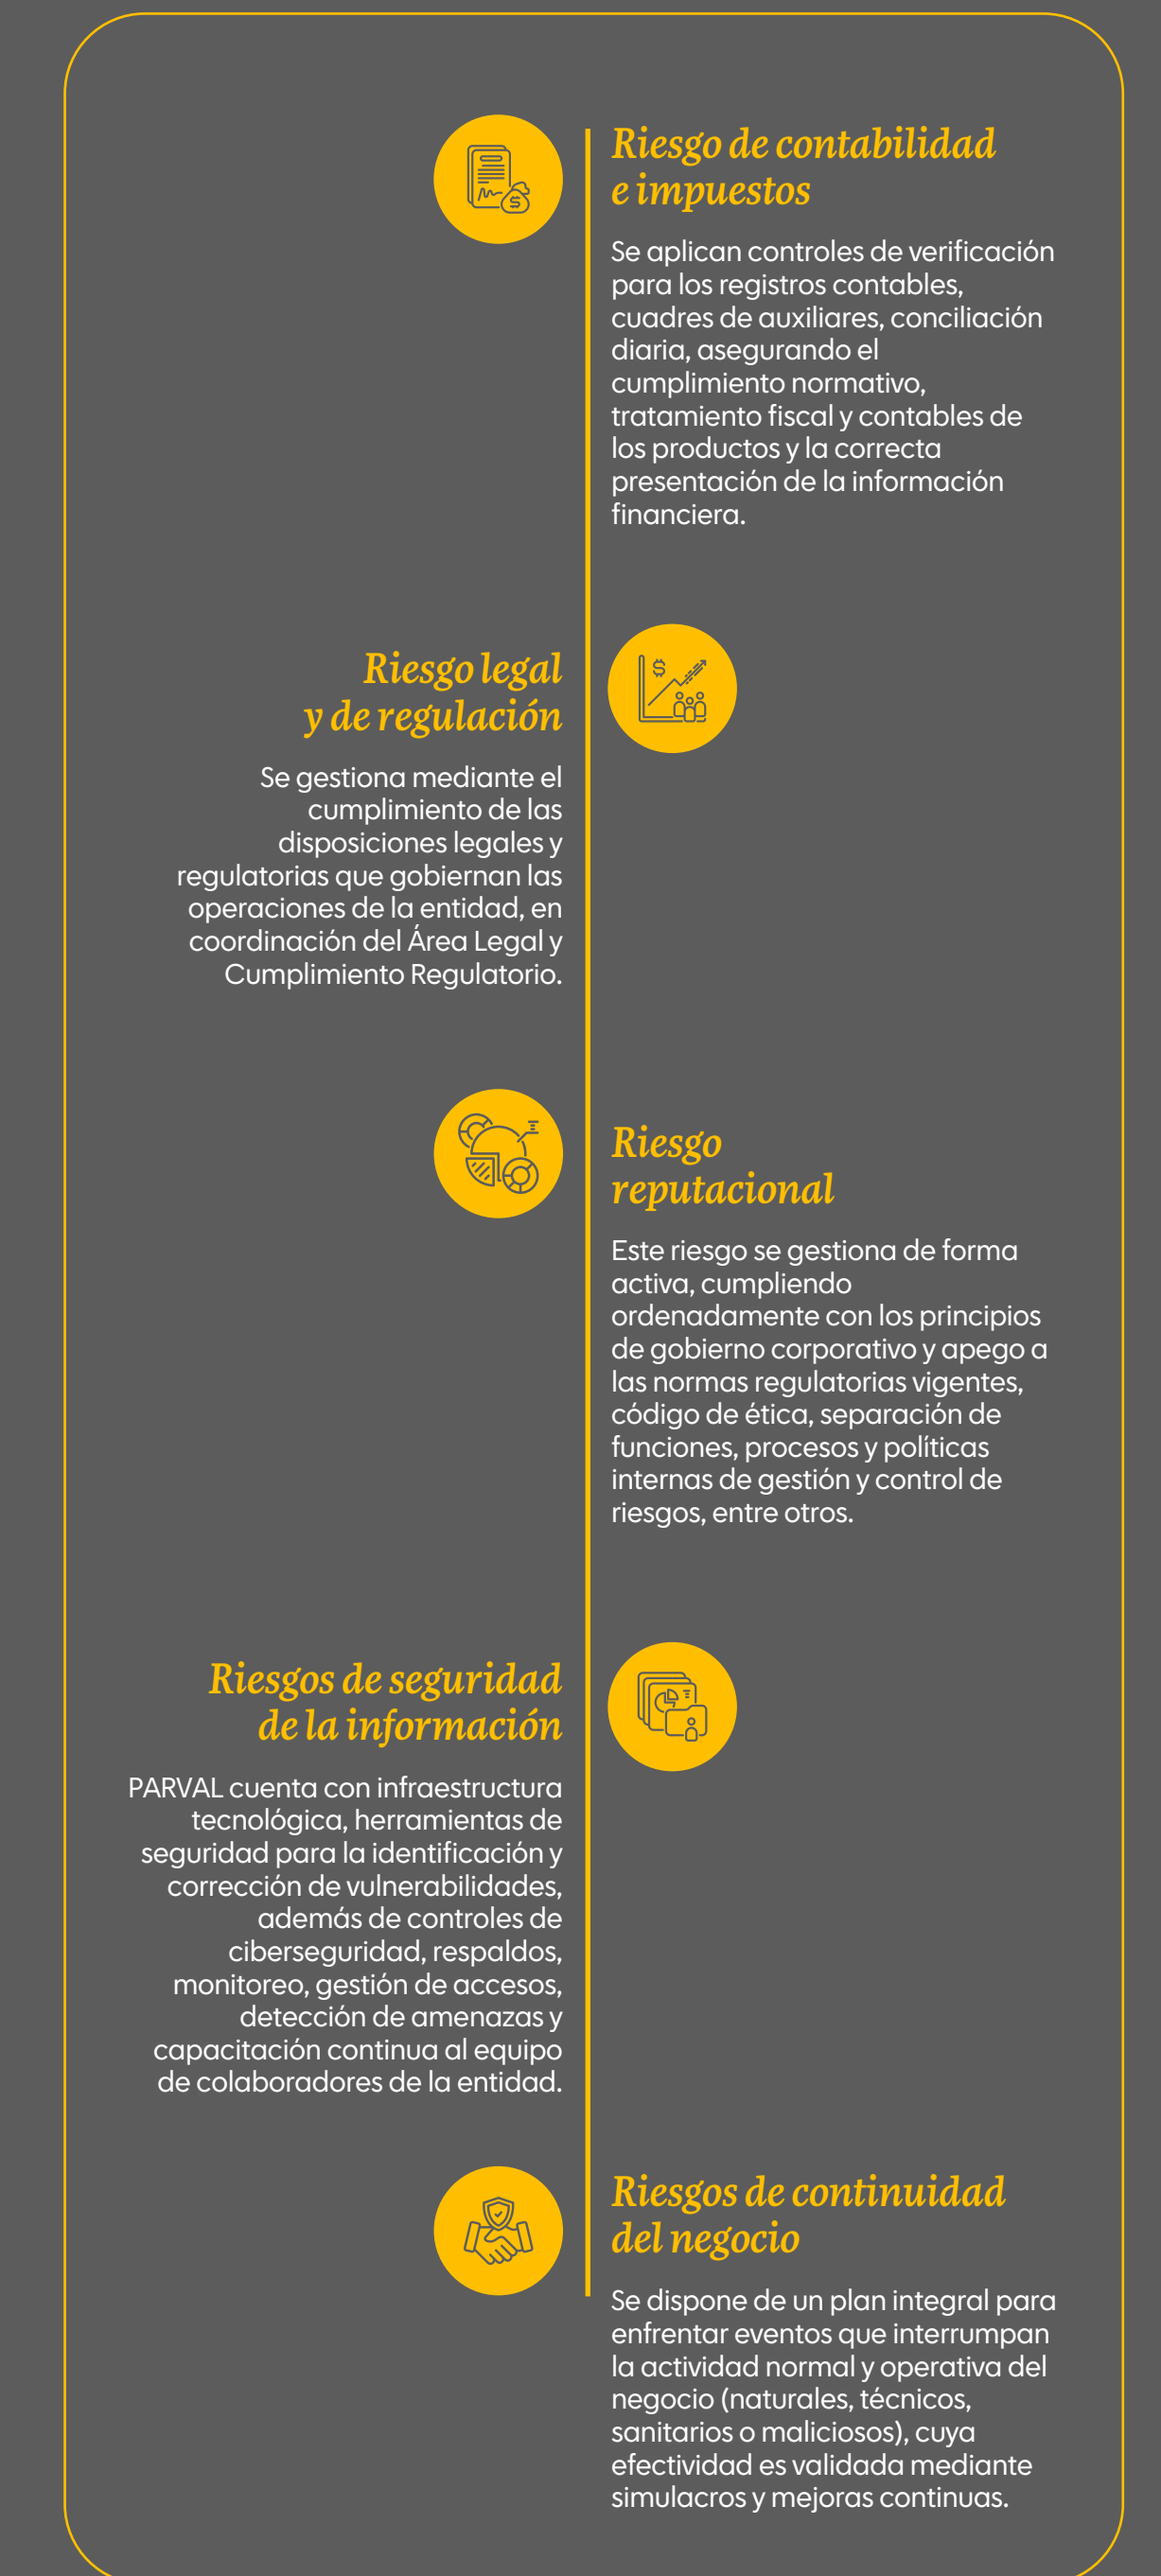 Riesgo de contabilidad
e impuestos
Se aplican controles de verificación
para los registros contables,
cuadres de auxiliares, conciliación
diaria, asegurando el
cumplimiento normativo,
tratamiento fiscal y contables de
los productos y la correcta
presentación de la información
financiera.
Riesgo legal
y de regulación
Se gestiona mediante el
cumplimiento de las
disposiciones legales y
regulatorias que gobiernan las
operaciones de la entidad, en
coordinación del Área Legal y
Cumplimiento Regulatorio.
Riesgo
reputacional
Este riesgo se gestiona de forma
activa, cumpliendo
ordenadamente con los principios
de gobierno corporativo y apego a
las normas regulatorias vigentes,
código de ética, separación de
funciones, procesos y políticas
internas de gestión y control de
riesgos, entre otros.
Riesgos de seguridad
de la información
PARVAL cuenta con infraestructura
tecnológica, herramientas de
seguridad para la identificación y
corrección de vulnerabilidades,
además de controles de
ciberseguridad, respaldos,
monitoreo, gestión de accesos,
detección de amenazas y
capacitación continua al equipo
de colaboradores de la entidad.
Riesgos de continuidad
del negocio
Se dispone de un plan integral para
enfrentar eventos que interrumpan
la actividad normal y operativa del
negocio (naturales, técnicos,
sanitarios o maliciosos), cuya
efectividad es validada mediante
simulacros y mejoras continuas.